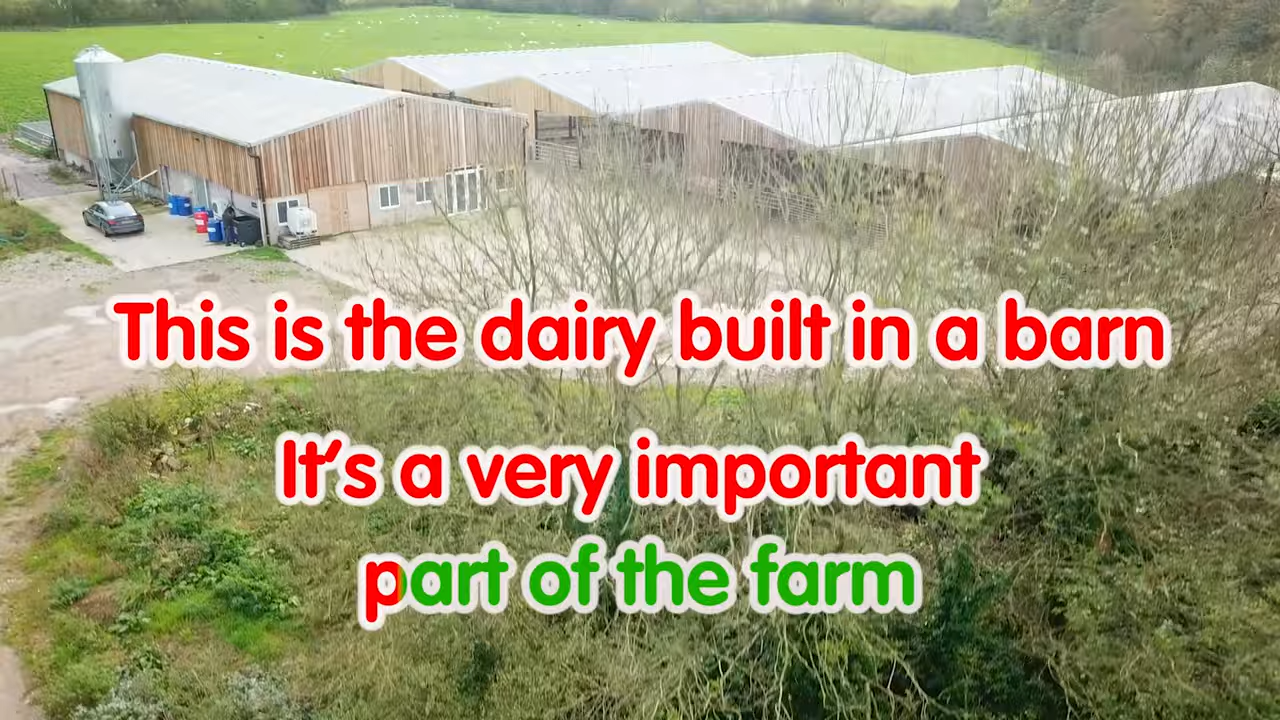 This is the dairy built in a barn
It's a very important
part of the farm